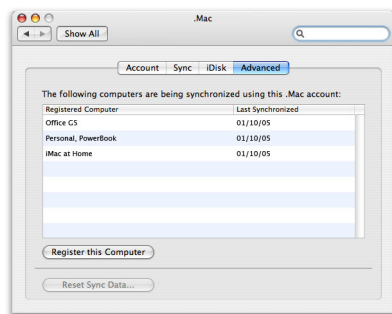 .Mac
Show All
Account Sync iDisk Advanced
The following computers are being synchronized using this .Mac account:
Registered Computer Last Synchronized
Office G5 01/10/05
Personal, PowerBook 01/10/05
iMac at Home 01/10/05
Register this Computer
Reset Sync Data...